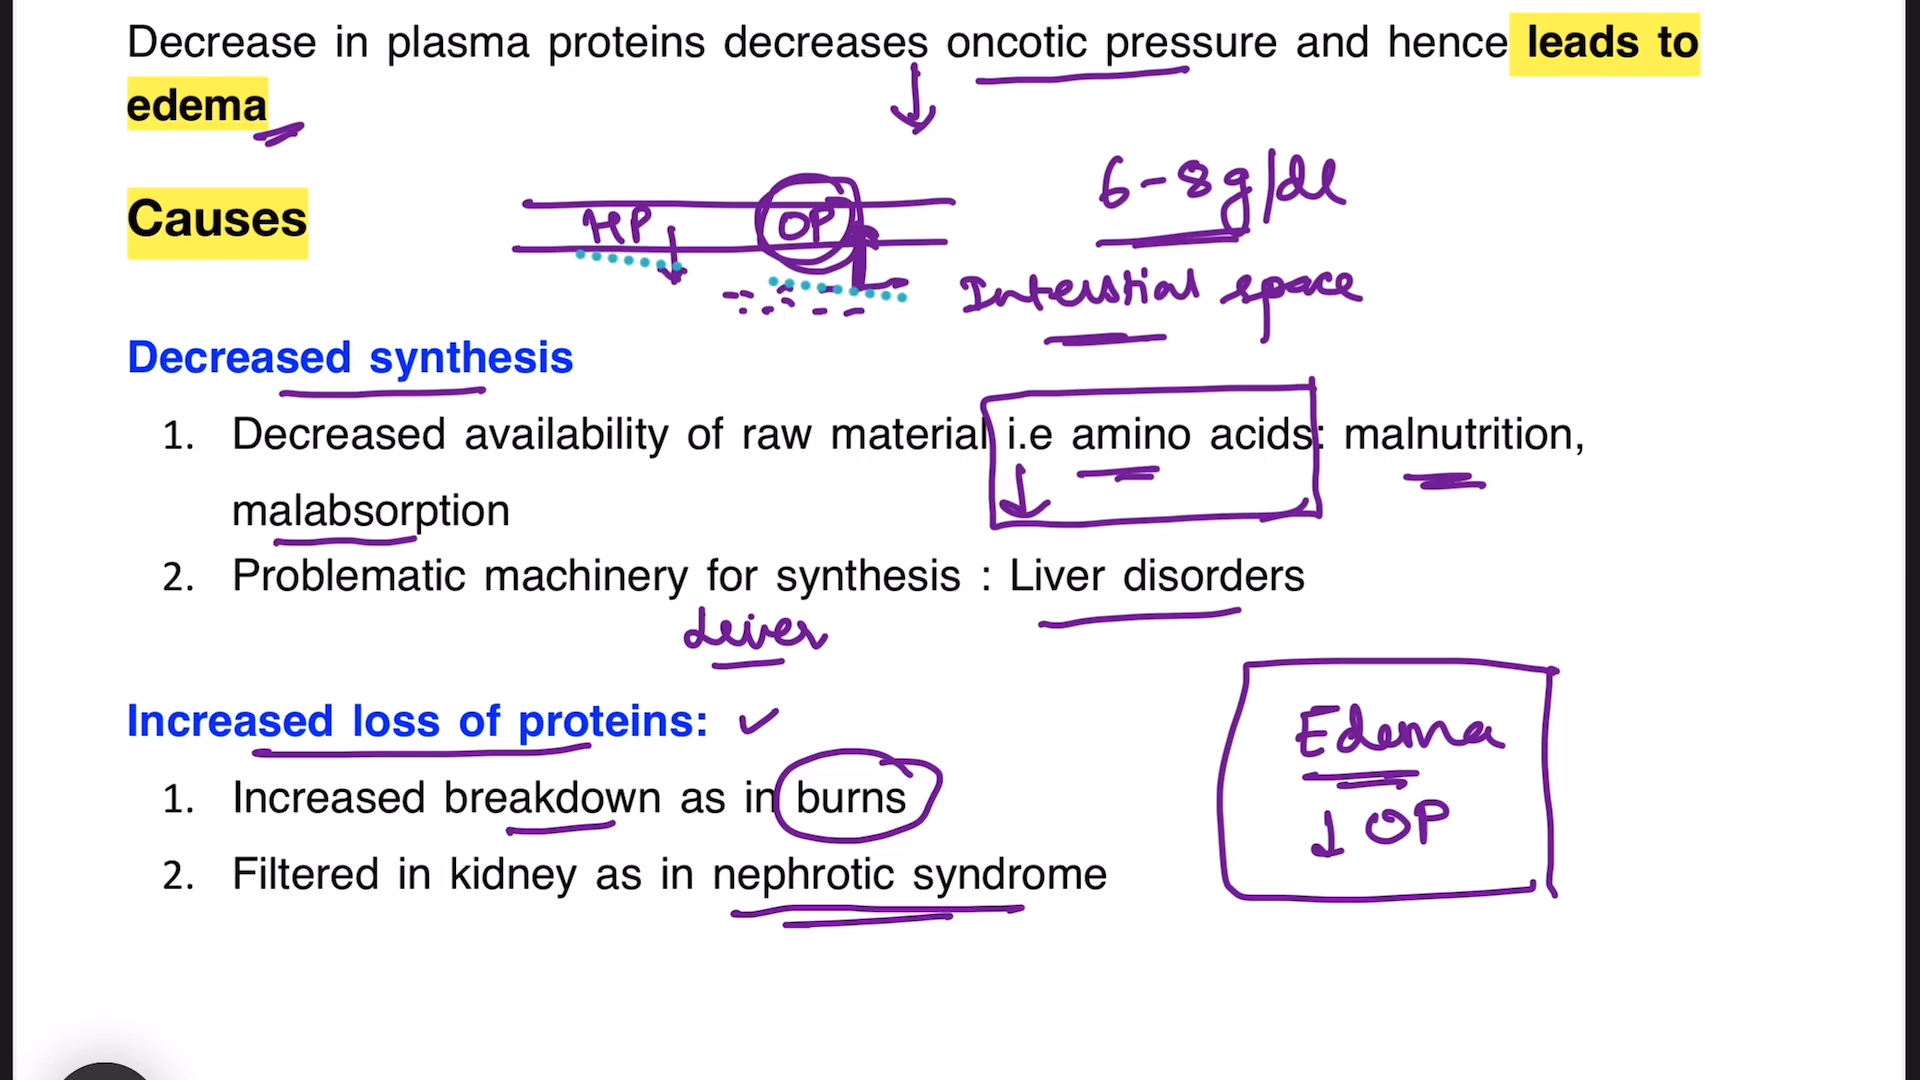 Decrease in plasma proteins decreases oncotic pressure and hence leads to
edema
↓
6-8g/dl
Causes
HP ↓ OP
Interstial space
Decreased synthesis
1. Decreased availability of raw material i.e amino acids: malnutrition,
↓
malabsorption
2. Problematic machinery for synthesis : Liver disorders
Liver
Increased loss of proteins: ✓
Edema
1. Increased breakdown as in burns
↓ OP
2. Filtered in kidney as in nephrotic syndrome